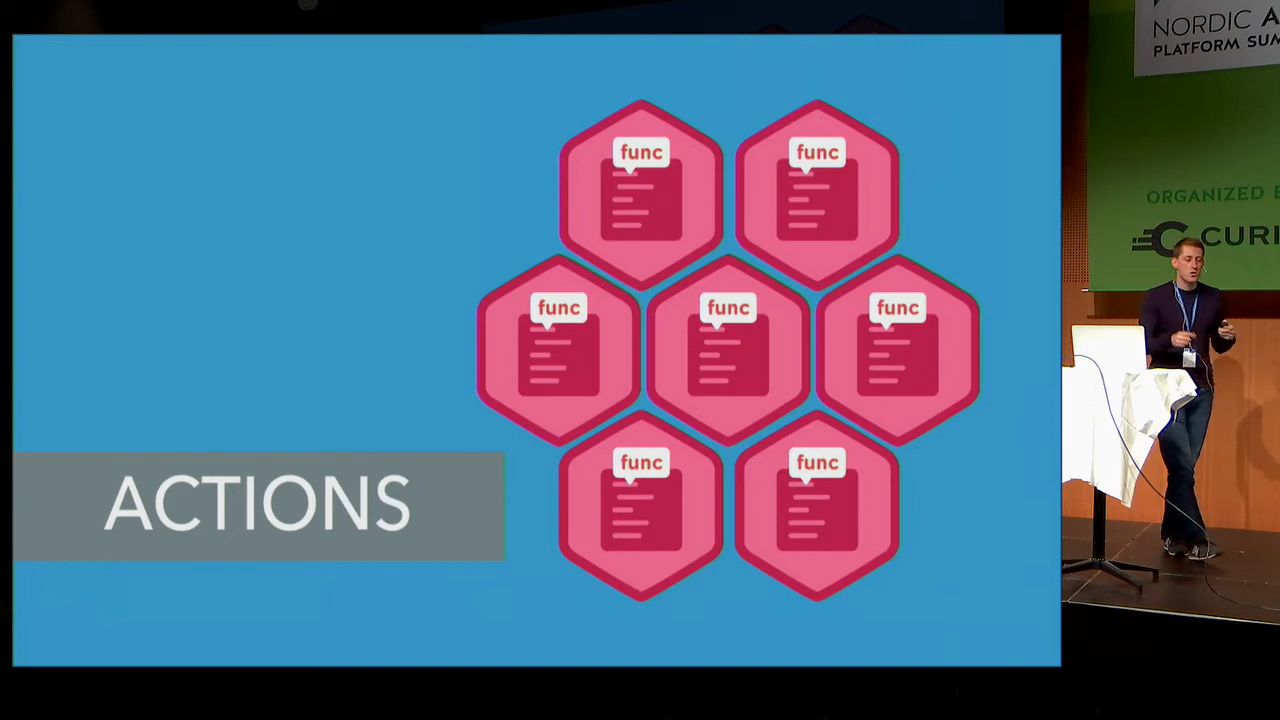 func
func
func
func
func
func
func
ACTIONS
NORDIC A
PLATFORM SUM
ORGANIZED
CURI